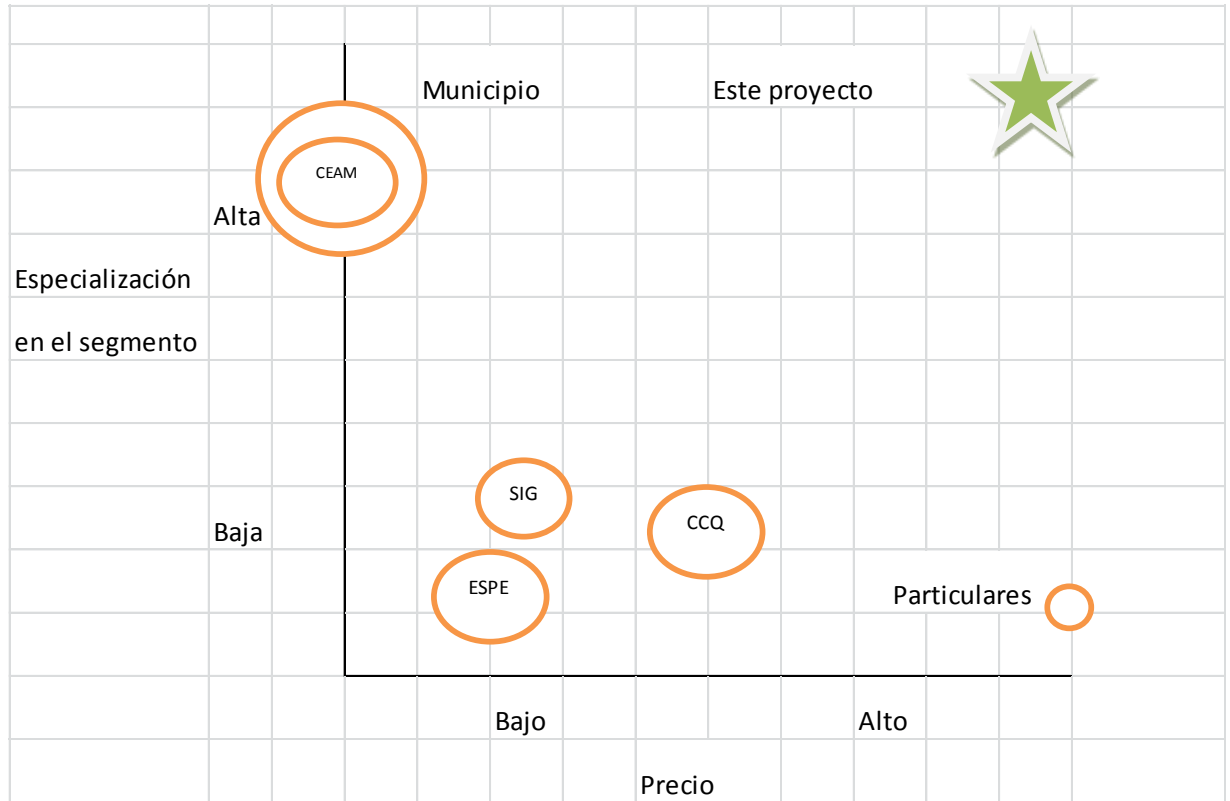 Municipio
Este proyecto
CEAM
Alta
Especialización
en el segmento
SIG
CCQ
Baja
ESPE
Particulares
Bajo
Alto
Precio